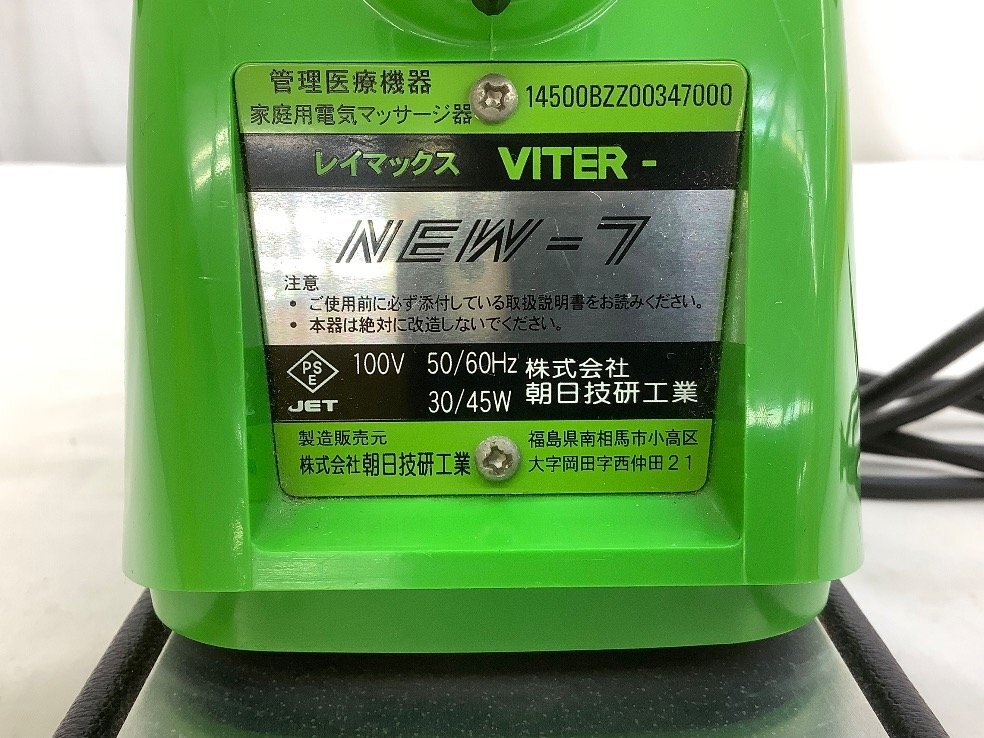 管理医療機器
家庭用電気マッサージ器
14500BZZ00347000
レイマックス VITER -
NEW-7
注意
・ご使用前に必ず添付している取扱説明書をお読みください。
・本器は絶対に改造しないでください。
PS
E
JET
100V 50/60Hz
30/45W
株式会社
朝日技研工業
製造販売元
株式会社朝日技研工業
福島県南相馬市小高区
大字岡田字西仲田21